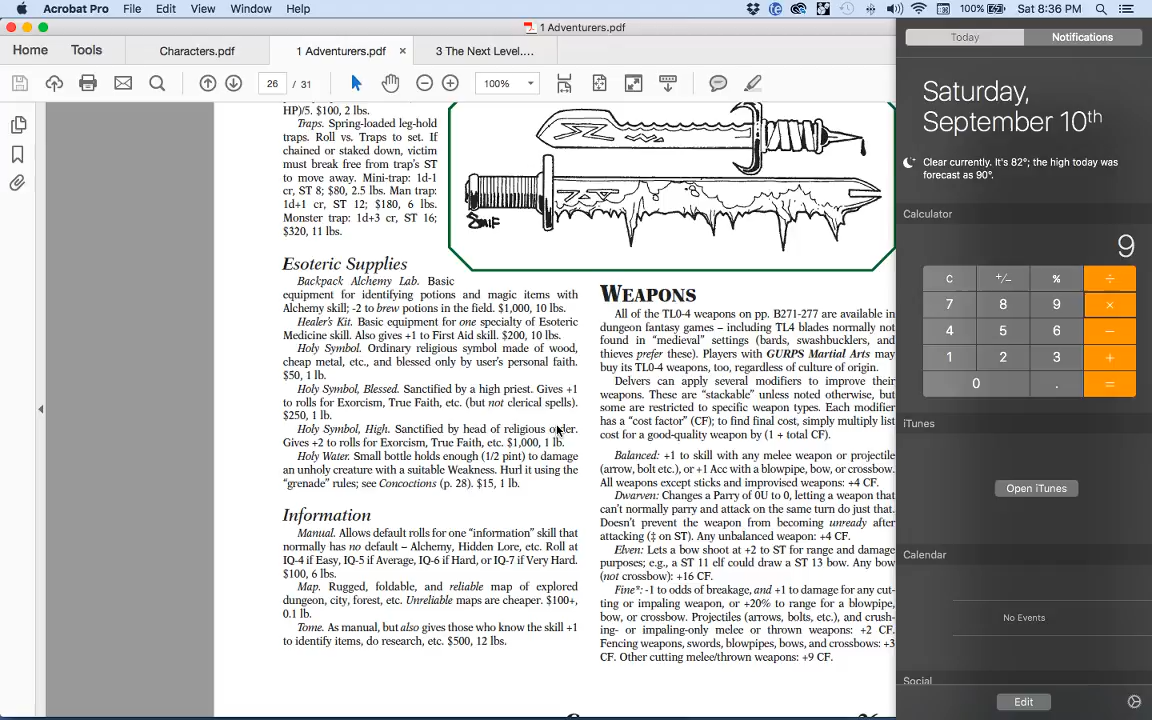 Acrobat Pro File Edit View Window Help 100% Sat 8:36 PM
1 Adventurers.pdf
Home Tools Characters.pdf 1 Adventurers.pdf × 3 The Next Level....
26 / 31 100%
HP)/5. $100, 2 lbs.
Traps. Spring-loaded leg-hold
traps. Roll vs. Traps to set. If
chained or staked down, victim
must break free from trap's ST
to move away. Mini-trap: 1d-1
cr, ST 8; $80, 2.5 lbs. Man trap:
1d+1 cr, ST 12; $180, 6 lbs.
Monster trap: 1d+3 cr, ST 16;
$320, 11 lbs.
SMIF
Esoteric Supplies
Backpack Alchemy Lab. Basic
equipment for identifying potions and magic items with
Alchemy skill; -2 to brew potions in the field. $1,000, 10 lbs.
Healer's Kit. Basic equipment for one specialty of Esoteric
Medicine skill. Also gives +1 to First Aid skill. $200, 10 lbs.
Holy Symbol. Ordinary religious symbol made of wood,
cheap metal, etc., and blessed only by user's personal faith.
$50, 1 lb.
Holy Symbol, Blessed. Sanctified by a high priest. Gives +1
to rolls for Exorcism, True Faith, etc. (but not clerical spells).
$250, 1 lb.
Holy Symbol, High. Sanctified by head of religious order.
Gives +2 to rolls for Exorcism, True Faith, etc. $1,000, 1 lb.
Holy Water. Small bottle holds enough (1/2 pint) to damage
an unholy creature with a suitable Weakness. Hurl it using the
"grenade" rules; see Concoctions (p. 28). $15, 1 lb.
Information
Manual. Allows default rolls for one "information" skill that
normally has no default – Alchemy, Hidden Lore, etc. Roll at
IQ-4 if Easy, IQ-5 if Average, IQ-6 if Hard, or IQ-7 if Very Hard.
$100, 6 lbs.
Map. Rugged, foldable, and reliable map of explored
dungeon, city, forest, etc. Unreliable maps are cheaper. $100+,
0.1 lb.
Tome. As manual, but also gives those who know the skill +1
to identify items, do research, etc. $500, 12 lbs.
WEAPONS
All of the TL0-4 weapons on pp. B271-277 are available in
dungeon fantasy games – including TL4 blades normally not
found in "medieval" settings (bards, swashbucklers, and
thieves prefer these). Players with GURPS Martial Arts may
buy its TL0-4 weapons, too, regardless of culture of origin.
Delvers can apply several modifiers to improve their
weapons. These are "stackable" unless noted otherwise, but
some are restricted to specific weapon types. Each modifier
has a "cost factor" (CF); to find final cost, simply multiply list
cost for a good-quality weapon by (1 + total CF).
Balanced: +1 to skill with any melee weapon or projectile
(arrow, bolt etc.), or +1 Acc with a blowpipe, bow, or crossbow.
All weapons except sticks and improvised weapons: +4 CF.
Dwarven: Changes a Parry of 0U to 0, letting a weapon that
can't normally parry and attack on the same turn do just that.
Doesn't prevent the weapon from becoming unready after
attacking (‡ on ST). Any unbalanced weapon: +4 CF.
Elven: Lets a bow shoot at +2 to ST for range and damage
purposes; e.g., a ST 11 elf could draw a ST 13 bow. Any bow
(not crossbow): +16 CF.
Fine*: -1 to odds of breakage, and +1 to damage for any cut-
ting or impaling weapon, or +20% to range for a blowpipe,
bow, or crossbow. Projectiles (arrows, bolts, etc.), and crush-
ing- or impaling-only melee or thrown weapons: +2 CF.
Fencing weapons, swords, blowpipes, bows, and crossbows: +3
CF. Other cutting melee/thrown weapons: +9 CF.
Today Notifications
Saturday,
September 10th
Clear currently. It's 82°; the high today was
forecast as 90°.
Calculator
9
C +/− % ÷
7 8 9 ×
4 5 6 −
1 2 3 +
0 . =
iTunes
Open iTunes
Calendar
No Events
Social
Edit